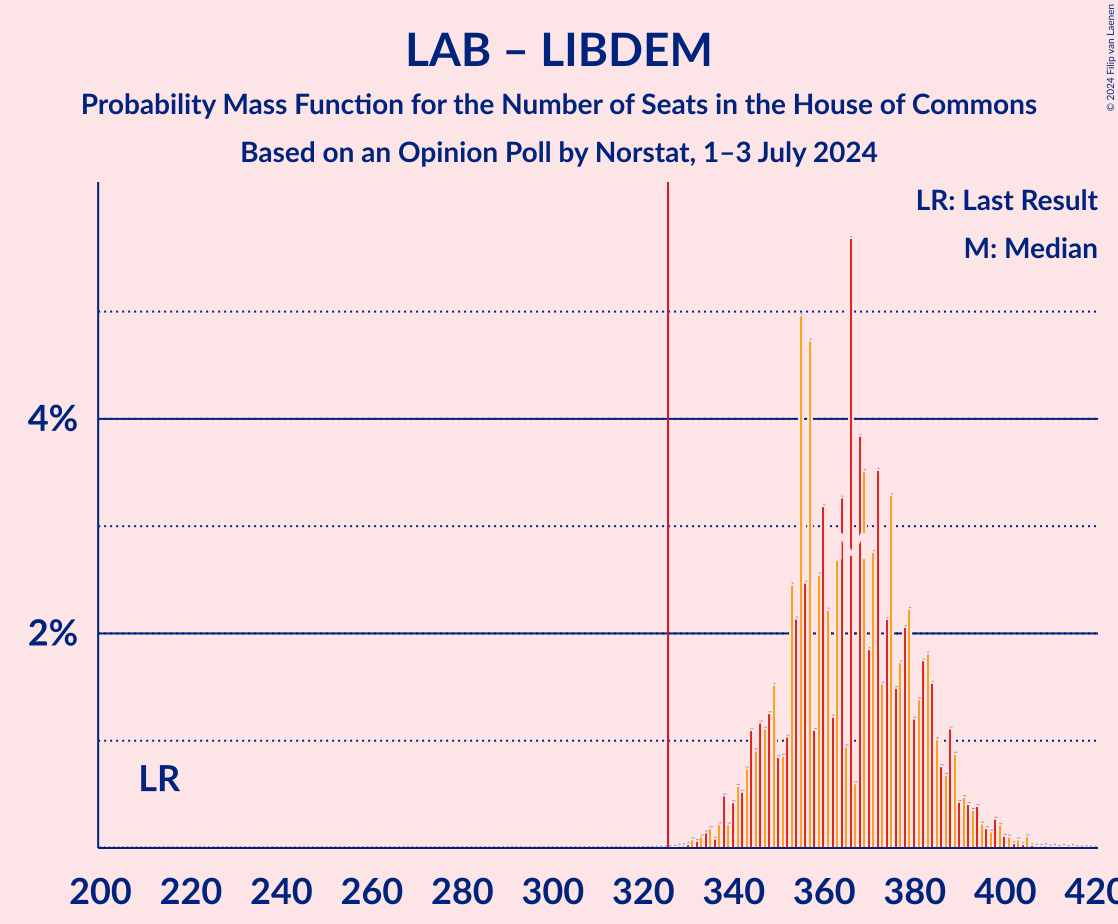 LAB – LIBDEM
Probability Mass Function for the Number of Seats in the House of Commons
Based on an Opinion Poll by Norstat, 1–3 July 2024
© 2024 Filip van Laenen
LR: Last Result
M: Median
4%
2%
LR
200 220 240 260 280 300 320 340 360 380 400 420